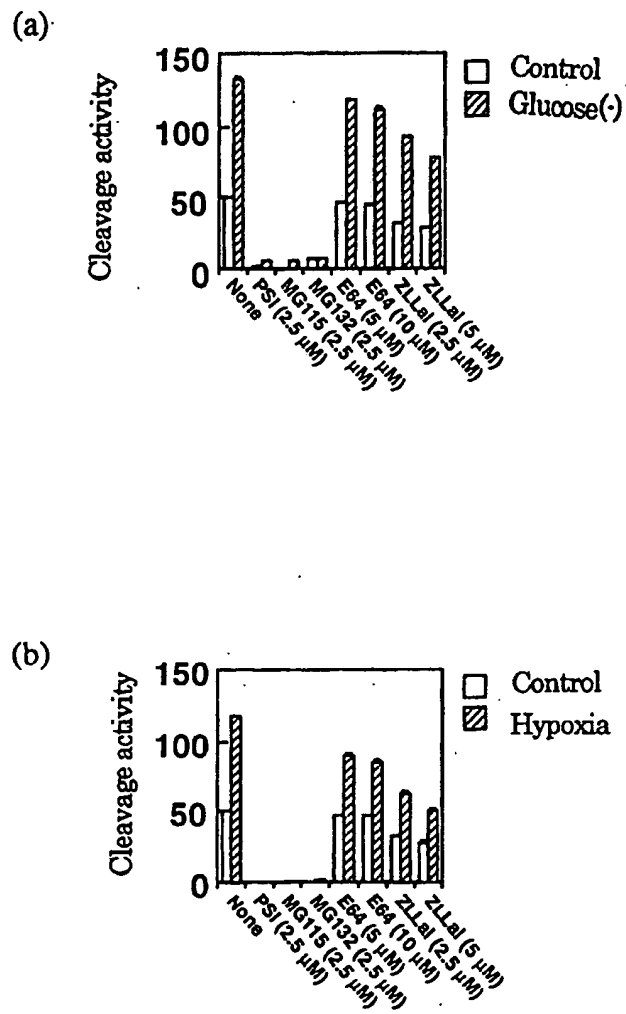 (a)
Cleavage activity
150
100
50
0
Control
Glucose(-)
None
PSI (2.5 μM)
MG115 (2.5 μM)
MG132 (2.5 μM)
E64 (5 μM)
E64 (10 μM)
ZLLal (2.5 μM)
ZLLal (5 μM)
(b)
Cleavage activity
150
100
50
0
Control
Hypoxia
None
PSI (2.5 μM)
MG115 (2.5 μM)
MG132 (2.5 μM)
E64 (5 μM)
E64 (10 μM)
ZLLal (2.5 μM)
ZLLal (5 μM)